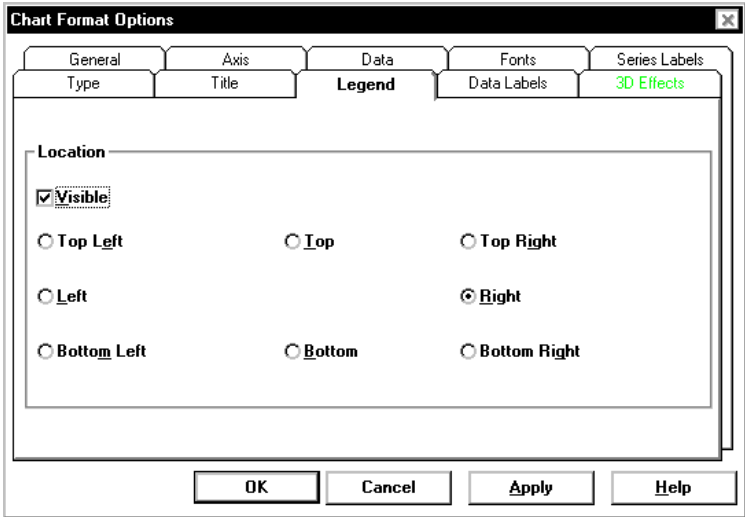 Chart Format Options
General Axis Data Fonts Series Labels
Type Title Legend Data Labels 3D Effects
Location
Visible
Top Left Top Top Right
Left Right
Bottom Left Bottom Bottom Right
OK Cancel Apply Help